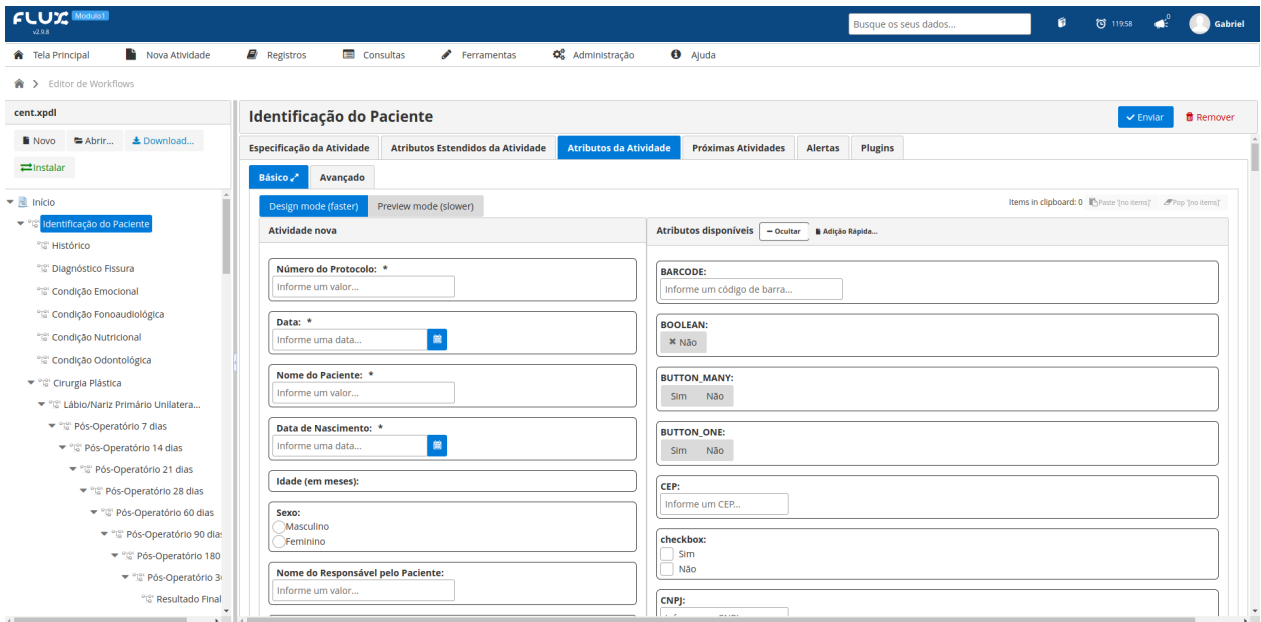 FLUX Modulo1
v2.9.8
Busque os seus dados...
119:58
0
Gabriel
Tela Principal
Nova Atividade
Registros
Consultas
Ferramentas
Administração
Ajuda
Editor de Workflows
cent.xpdl
Novo
Abrir...
Download...
Instalar
Início
Identificação do Paciente
Histórico
Diagnóstico Fissura
Condição Emocional
Condição Fonoaudiológica
Condição Nutricional
Condição Odontológica
Cirurgia Plástica
Lábio/Nariz Primário Unilatera...
Pós-Operatório 7 dias
Pós-Operatório 14 dias
Pós-Operatório 21 dias
Pós-Operatório 28 dias
Pós-Operatório 60 dias
Pós-Operatório 90 dias
Pós-Operatório 180
Pós-Operatório 3
Resultado Final
Identificação do Paciente
Enviar
Remover
Especificação da Atividade
Atributos Estendidos da Atividade
Atributos da Atividade
Próximas Atividades
Alertas
Plugins
Básico
Avançado
Design mode (faster)
Preview mode (slower)
Items in clipboard: 0
Paste '[no items]'
Pop '[no items]'
Atividade nova
Número do Protocolo: *
Informe um valor...
Data: *
Informe uma data...
Nome do Paciente: *
Informe um valor...
Data de Nascimento: *
Informe uma data...
Idade (em meses):
Sexo:
Masculino
Feminino
Nome do Responsável pelo Paciente:
Informe um valor...
Atributos disponíveis
Ocultar
Adição Rápida...
BARCODE:
Informe um código de barra...
BOOLEAN:
Não
BUTTON_MANY:
Sim Não
BUTTON_ONE:
Sim Não
CEP:
Informe um CEP...
checkbox:
Sim
Não
CNPJ: